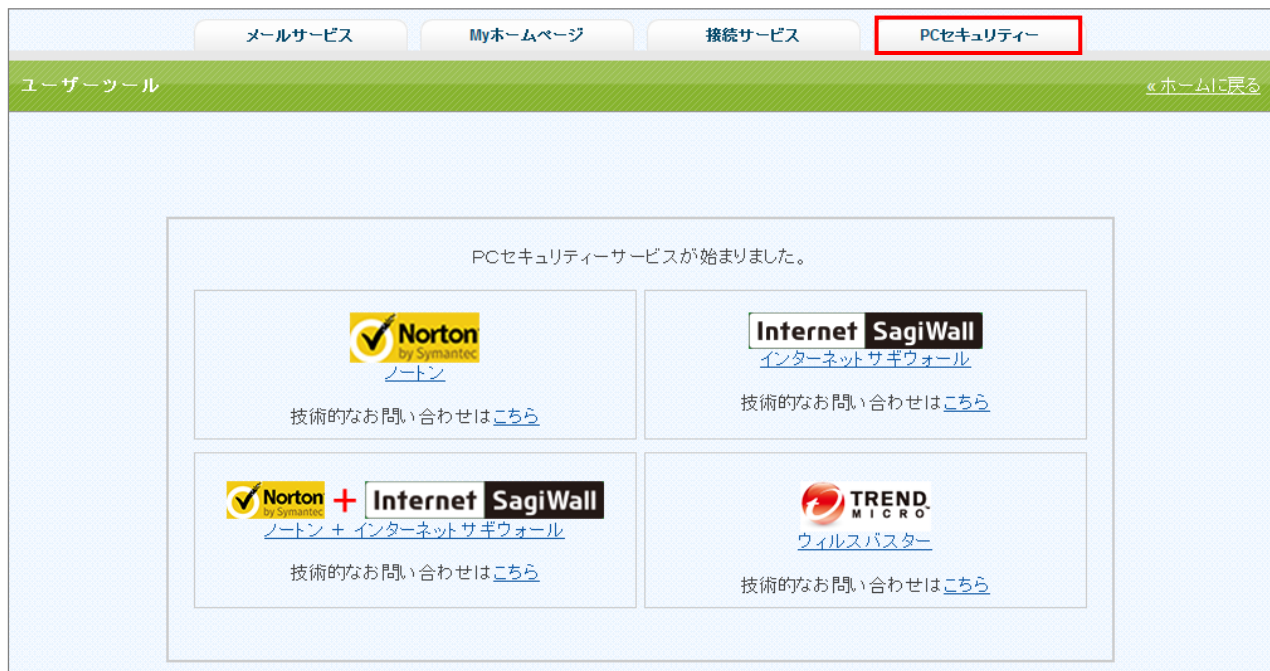 メールサービス Myホームページ 接続サービス PCセキュリティー
ユーザーツール «ホームに戻る
PCセキュリティーサービスが始まりました。
Norton
by Symantec
ノートン
技術的なお問い合わせはこちら
Internet SagiWall
インターネットサギウォール
技術的なお問い合わせはこちら
Norton by Symantec + Internet SagiWall
ノートン + インターネットサギウォール
技術的なお問い合わせはこちら
TREND
MICRO
ウィルスバスター
技術的なお問い合わせはこちら